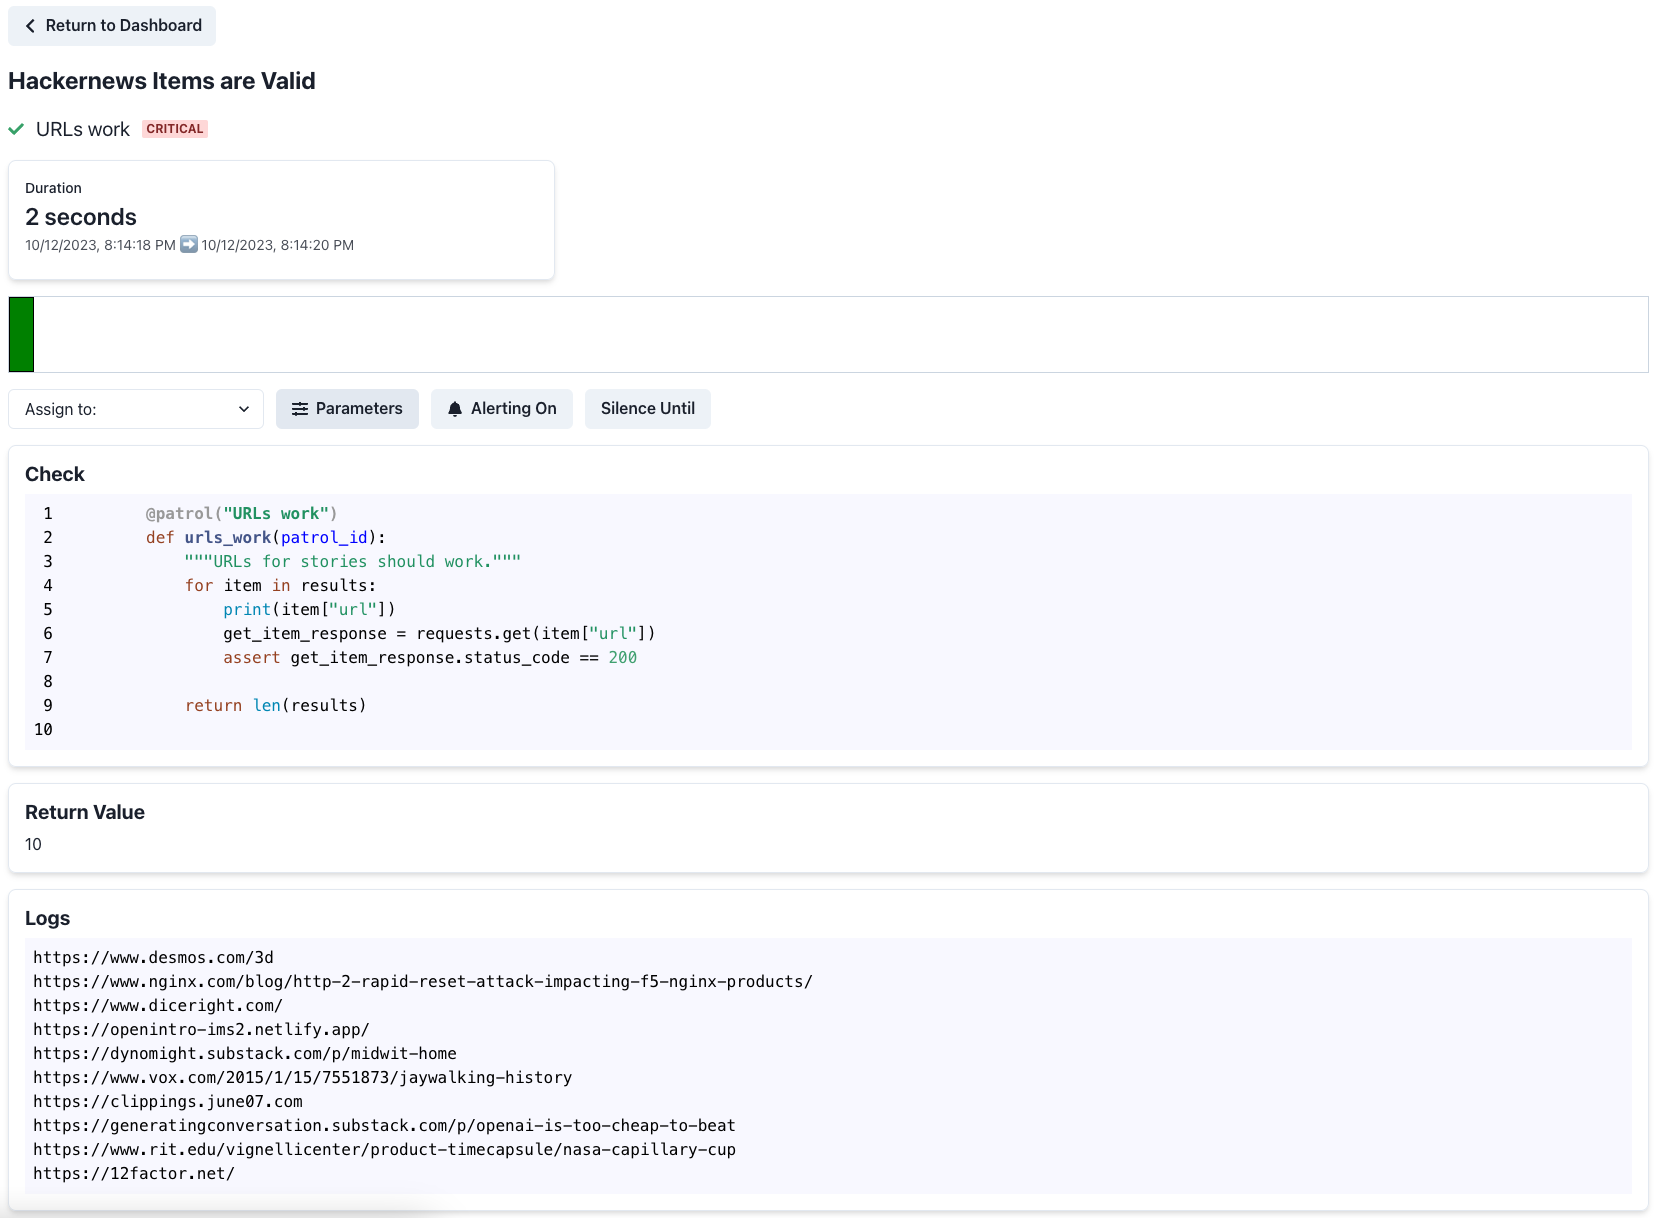 Return to Dashboard
Hackernews Items are Valid
URLs work CRITICAL
Duration
2 seconds
10/12/2023, 8:14:18 PM ➡️ 10/12/2023, 8:14:20 PM
Assign to: Parameters Alerting On Silence Until
Check
1 @patrol("URLs work")
2 def urls_work(patrol_id):
3 """URLs for stories should work."""
4 for item in results:
5 print(item["url"])
6 get_item_response = requests.get(item["url"])
7 assert get_item_response.status_code == 200
8
9 return len(results)
10
Return Value
10
Logs
https://www.desmos.com/3d
https://www.nginx.com/blog/http-2-rapid-reset-attack-impacting-f5-nginx-products/
https://www.diceright.com/
https://openintro-ims2.netlify.app/
https://dynomight.substack.com/p/midwit-home
https://www.vox.com/2015/1/15/7551873/jaywalking-history
https://clippings.june07.com
https://generatingconversation.substack.com/p/openai-is-too-cheap-to-beat
https://www.rit.edu/vignellicenter/product-timecapsule/nasa-capillary-cup
https://12factor.net/